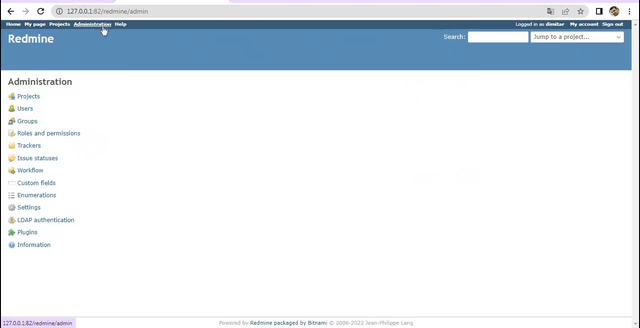 127.0.0.1:82/redmine/admin
Home My page Projects Administration Help Logged in as dimitar My account Sign out
Redmine Search: Jump to a project...
Administration
Projects
Users
Groups
Roles and permissions
Trackers
Issue statuses
Workflow
Custom fields
Enumerations
Settings
LDAP authentication
Plugins
Information
127.0.0.1:82/redmine/admin Powered by Redmine packaged by Bitnami © 2006-2022 Jean-Philippe Lang